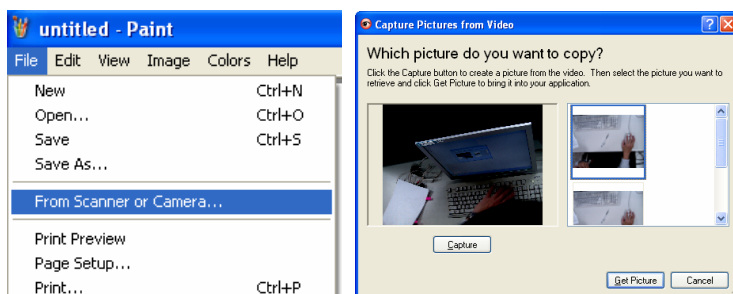 untitled - Paint
File Edit View Image Colors Help
New Ctrl+N
Open... Ctrl+O
Save Ctrl+S
Save As...
From Scanner or Camera...
Print Preview
Page Setup...
Print... Ctrl+P
Capture Pictures from Video
Which picture do you want to copy?
Click the Capture button to create a picture from the video. Then select the picture you want to
retrieve and click Get Picture to bring it into your application.
Capture
Get Picture Cancel